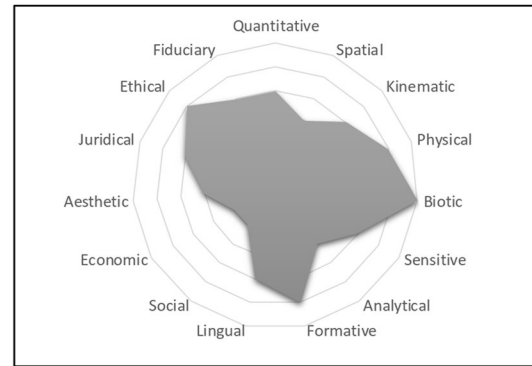 Quantitative
Fiduciary
Spatial
Ethical
Kinematic
Juridical
Physical
Aesthetic
Biotic
Economic
Sensitive
Social
Analytical
Lingual
Formative